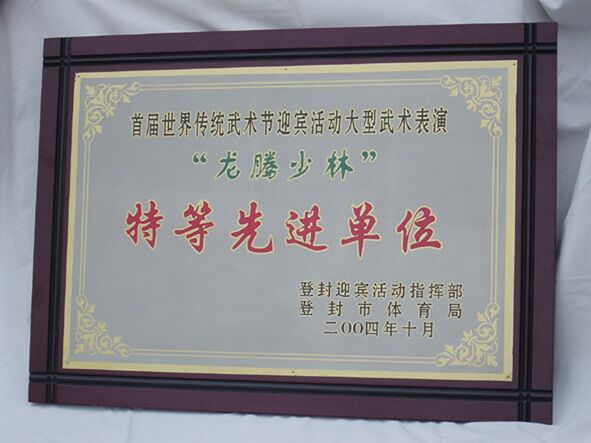 首届世界传统武术节迎宾活动大型武术表演
“龙腾少林”
特等先进单位
登封迎宾活动指挥部
登封市体育局
二OO四年十月